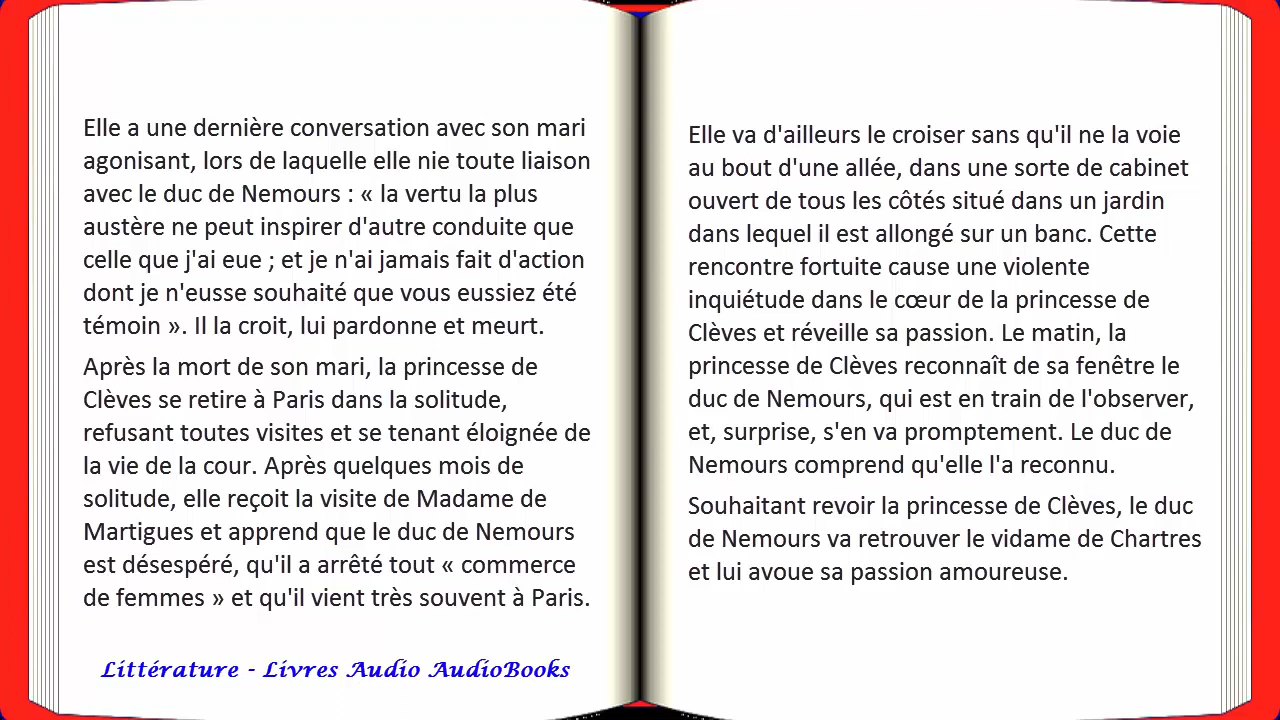 Elle a une dernière conversation avec son mari
agonisant, lors de laquelle elle nie toute liaison
avec le duc de Nemours : « la vertu la plus
austère ne peut inspirer d'autre conduite que
celle que j'ai eue ; et je n'ai jamais fait d'action
dont je n'eusse souhaité que vous eussiez été
témoin ». Il la croit, lui pardonne et meurt.
Après la mort de son mari, la princesse de
Clèves se retire à Paris dans la solitude,
refusant toutes visites et se tenant éloignée de
la vie de la cour. Après quelques mois de
solitude, elle reçoit la visite de Madame de
Martigues et apprend que le duc de Nemours
est désespéré, qu'il a arrêté tout « commerce
de femmes » et qu'il vient très souvent à Paris.
Littérature - Livres Audio AudioBooks
Elle va d'ailleurs le croiser sans qu'il ne la voie
au bout d'une allée, dans une sorte de cabinet
ouvert de tous les côtés situé dans un jardin
dans lequel il est allongé sur un banc. Cette
rencontre fortuite cause une violente
inquiétude dans le cœur de la princesse de
Clèves et réveille sa passion. Le matin, la
princesse de Clèves reconnaît de sa fenêtre le
duc de Nemours, qui est en train de l'observer,
et, surprise, s'en va promptement. Le duc de
Nemours comprend qu'elle l'a reconnu.
Souhaitant revoir la princesse de Clèves, le duc
de Nemours va retrouver le vidame de Chartres
et lui avoue sa passion amoureuse.